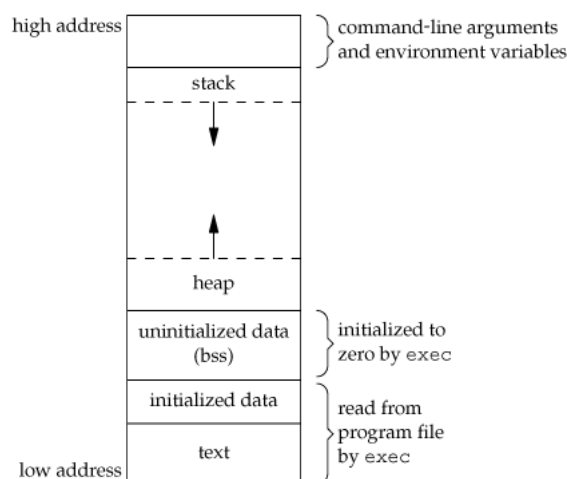 high address
command-line arguments
and environment variables
stack
heap
uninitialized data
(bss)
initialized to
zero by exec
initialized data
read from
program file
by exec
text
low address